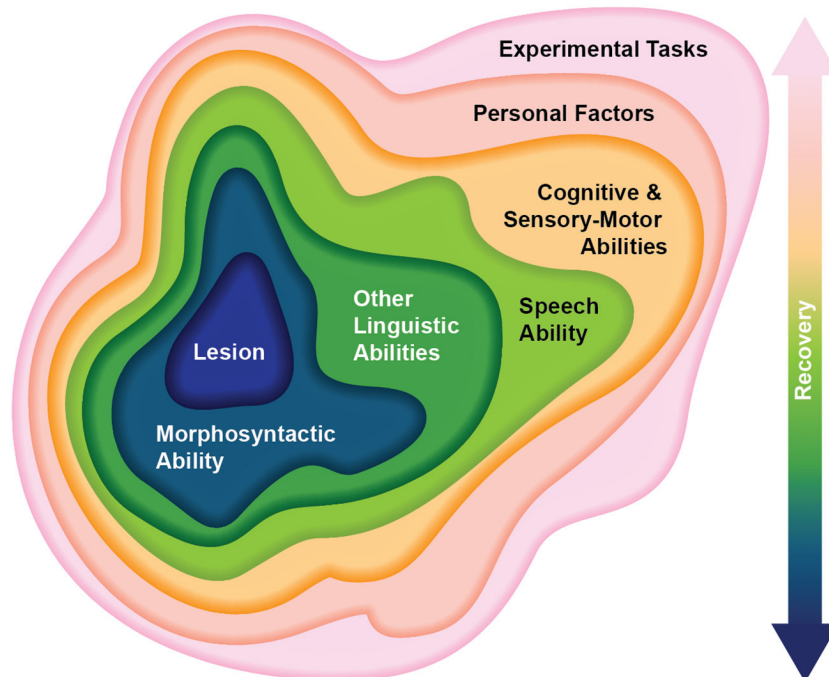 Experimental Tasks
Personal Factors
Cognitive &
Sensory-Motor
Abilities
Other
Linguistic
Abilities
Speech
Ability
Lesion
Morphosyntactic
Ability
Recovery